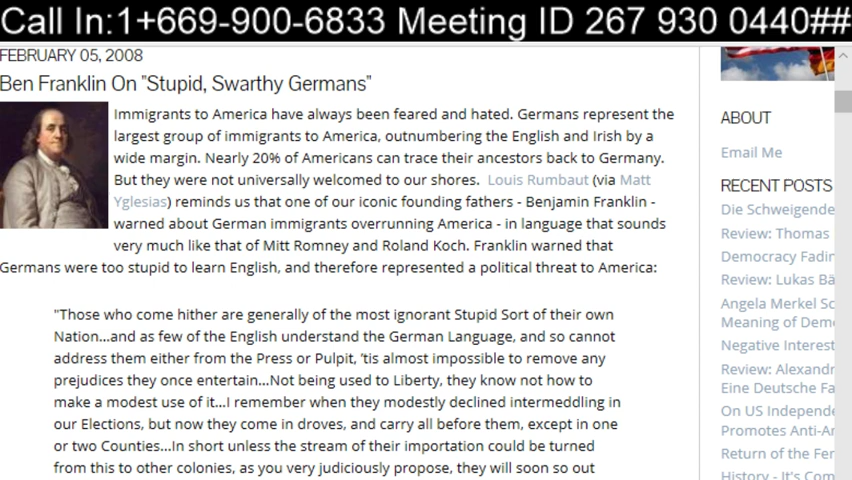 Call In:1+669-900-6833 Meeting ID 267 930 0440##
FEBRUARY 05, 2008
Ben Franklin On "Stupid, Swarthy Germans"
Immigrants to America have always been feared and hated. Germans represent the
largest group of immigrants to America, outnumbering the English and Irish by a
wide margin. Nearly 20% of Americans can trace their ancestors back to Germany.
But they were not universally welcomed to our shores. Louis Rumbaut (via Matt
Yglesias) reminds us that one of our iconic founding fathers - Benjamin Franklin -
warned about German immigrants overrunning America - in language that sounds
very much like that of Mitt Romney and Roland Koch. Franklin warned that
Germans were too stupid to learn English, and therefore represented a political threat to America:
"Those who come hither are generally of the most ignorant Stupid Sort of their own
Nation...and as few of the English understand the German Language, and so cannot
address them either from the Press or Pulpit, 'tis almost impossible to remove any
prejudices they once entertain...Not being used to Liberty, they know not how to
make a modest use of it...I remember when they modestly declined intermeddling in
our Elections, but now they come in droves, and carry all before them, except in one
or two Counties...In short unless the stream of their importation could be turned
from this to other colonies, as you very judiciously propose, they will soon so out
ABOUT
Email Me
RECENT POSTS
Die Schweigende
Review: Thomas
Democracy Fadin
Review: Lukas Bä
Angela Merkel Sc
Meaning of Dem
Negative Interest
Review: Alexandr
Eine Deutsche Fa
On US Independe
Promotes Anti-Ar
Return of the Fer
History - It's Com